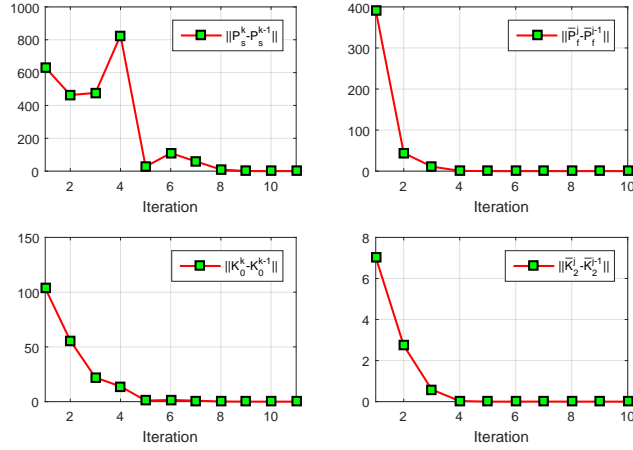 1000
800
600
400
200
0
2 4 6 8 10
Iteration
||P_s^k-P_s^{k-1}||
400
300
200
100
0
2 4 6 8 10
Iteration
||P̅_f^j-P̅_f^{j-1}||
150
100
50
0
2 4 6 8 10
Iteration
||K_0^k-K_0^{k-1}||
8
6
4
2
0
2 4 6 8 10
Iteration
||K̅_2^j-K̅_2^{j-1}||